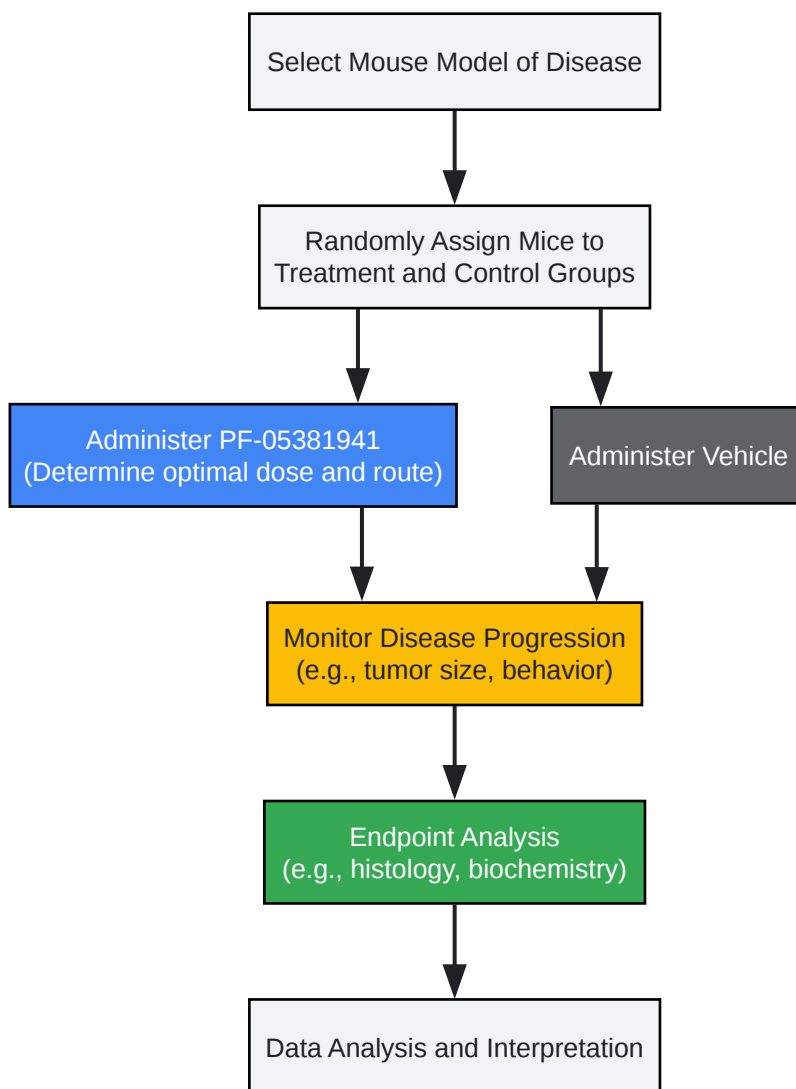 Select Mouse Model of Disease
Randomly Assign Mice to
Treatment and Control Groups
Administer PF-05381941
(Determine optimal dose and route)
Administer Vehicle
Monitor Disease Progression
(e.g., tumor size, behavior)
Endpoint Analysis
(e.g., histology, biochemistry)
Data Analysis and Interpretation